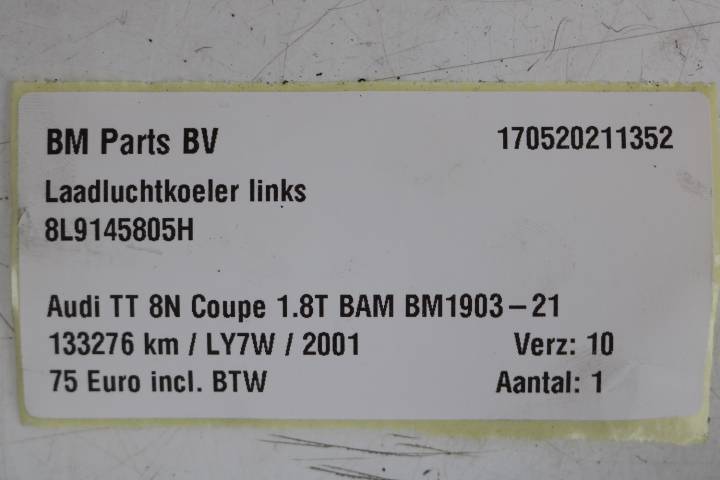 BM Parts BV 170520211352
Laadluchtkoeler links
8L9145805H
Audi TT 8N Coupe 1.8T BAM BM1903-21
133276 km / LY7W / 2001 Verz: 10
75 Euro incl. BTW Aantal: 1